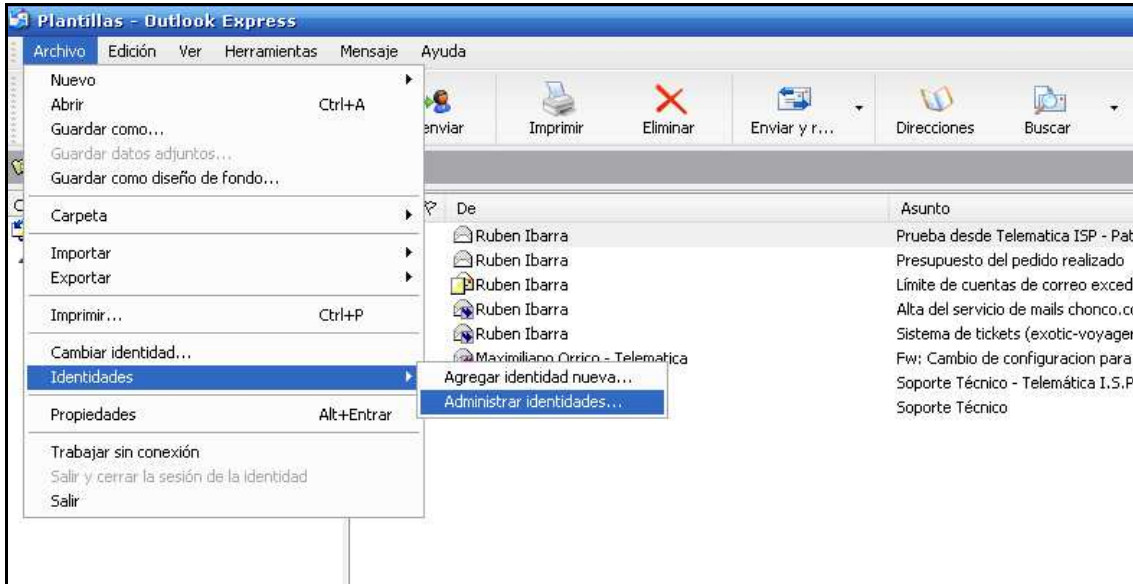 Plantillas - Outlook Express
Archivo Edición Ver Herramientas Mensaje Ayuda
Nuevo
Abrir Ctrl+A
Guardar como...
Guardar datos adjuntos...
Guardar como diseño de fondo...
Carpeta
Importar
Exportar
Imprimir... Ctrl+P
Cambiar identidad...
Identidades
Propiedades Alt+Entrar
Trabajar sin conexión
Salir y cerrar la sesión de la identidad
Salir
Agregar identidad nueva...
Administrar identidades...
enviar Imprimir Eliminar Enviar y r... Direcciones Buscar
De Asunto
Ruben Ibarra Prueba desde Telematica ISP - Pat
Ruben Ibarra Presupuesto del pedido realizado
Ruben Ibarra Límite de cuentas de correo exced
Ruben Ibarra Alta del servicio de mails chonco.co
Ruben Ibarra Sistema de tickets (exotic-voyager
Maximiliano Orrico - Telematica Fw: Cambio de configuracion para
Soporte Técnico - Telemática I.S.P
Soporte Técnico